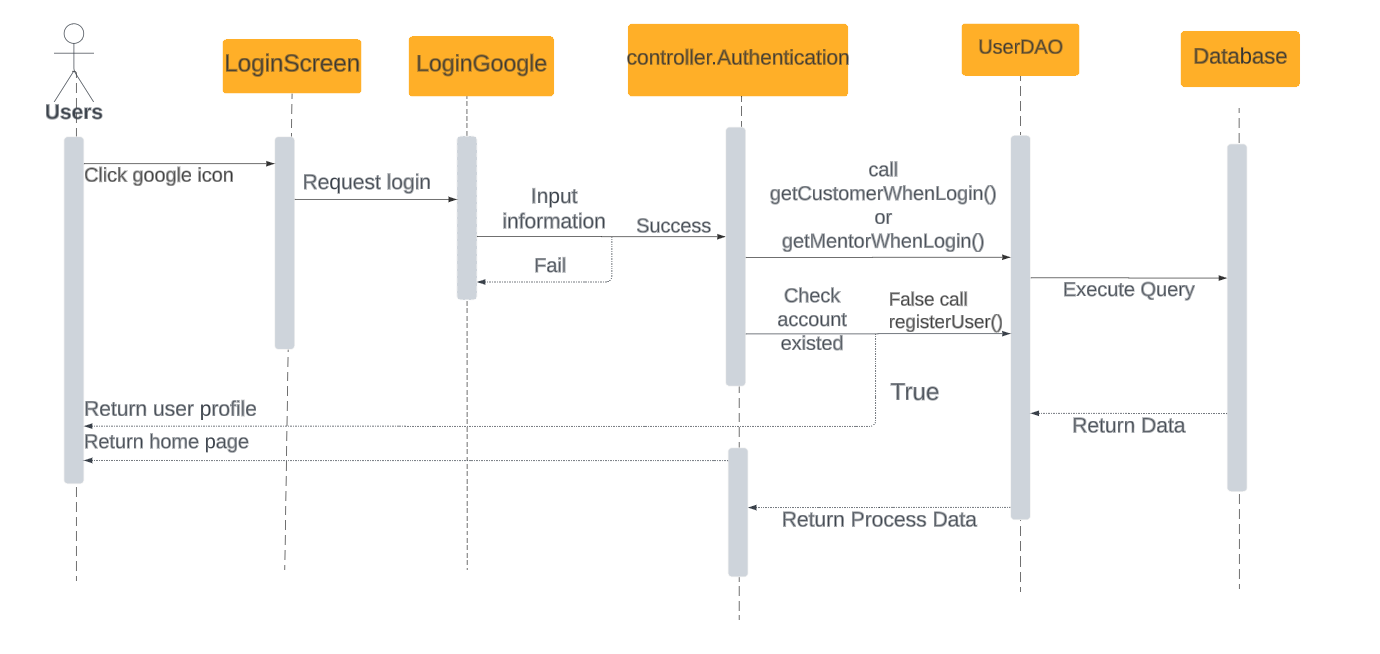 Users
LoginScreen
LoginGoogle
controller.Authentication
UserDAO
Database
Click google icon
Request login
Input
information
Success
Fail
call
getCustomerWhenLogin()
or
getMentorWhenLogin()
Execute Query
Check
account
existed
False call
registerUser()
True
Return user profile
Return home page
Return Data
Return Process Data